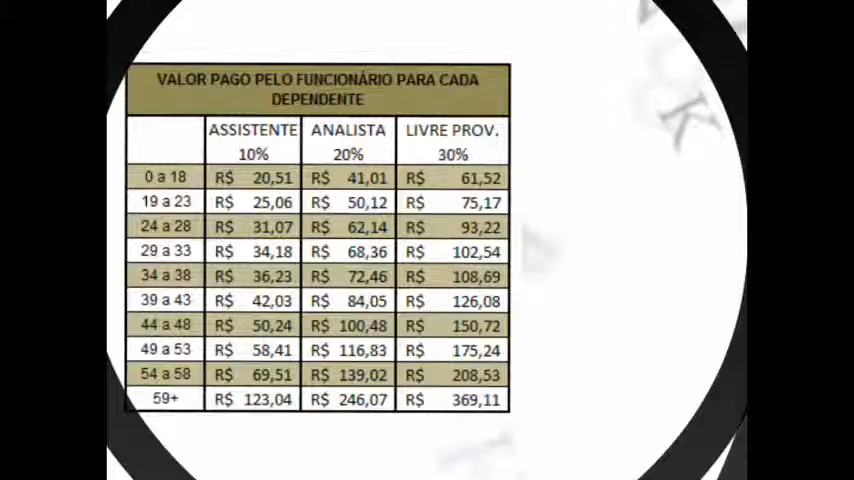 VALOR PAGO PELO FUNCIONÁRIO PARA CADA
DEPENDENTE
ASSISTENTE ANALISTA LIVRE PROV.
10% 20% 30%
0 a 18 R$ 20,51 R$ 41,01 R$ 61,52
19 a 23 R$ 25,06 R$ 50,12 R$ 75,17
24 a 28 R$ 31,07 R$ 62,14 R$ 93,22
29 a 33 R$ 34,18 R$ 68,36 R$ 102,54
34 a 38 R$ 36,23 R$ 72,46 R$ 108,69
39 a 43 R$ 42,03 R$ 84,05 R$ 126,08
44 a 48 R$ 50,24 R$ 100,48 R$ 150,72
49 a 53 R$ 58,41 R$ 116,83 R$ 175,24
54 a 58 R$ 69,51 R$ 139,02 R$ 208,53
59+ R$ 123,04 R$ 246,07 R$ 369,11
K